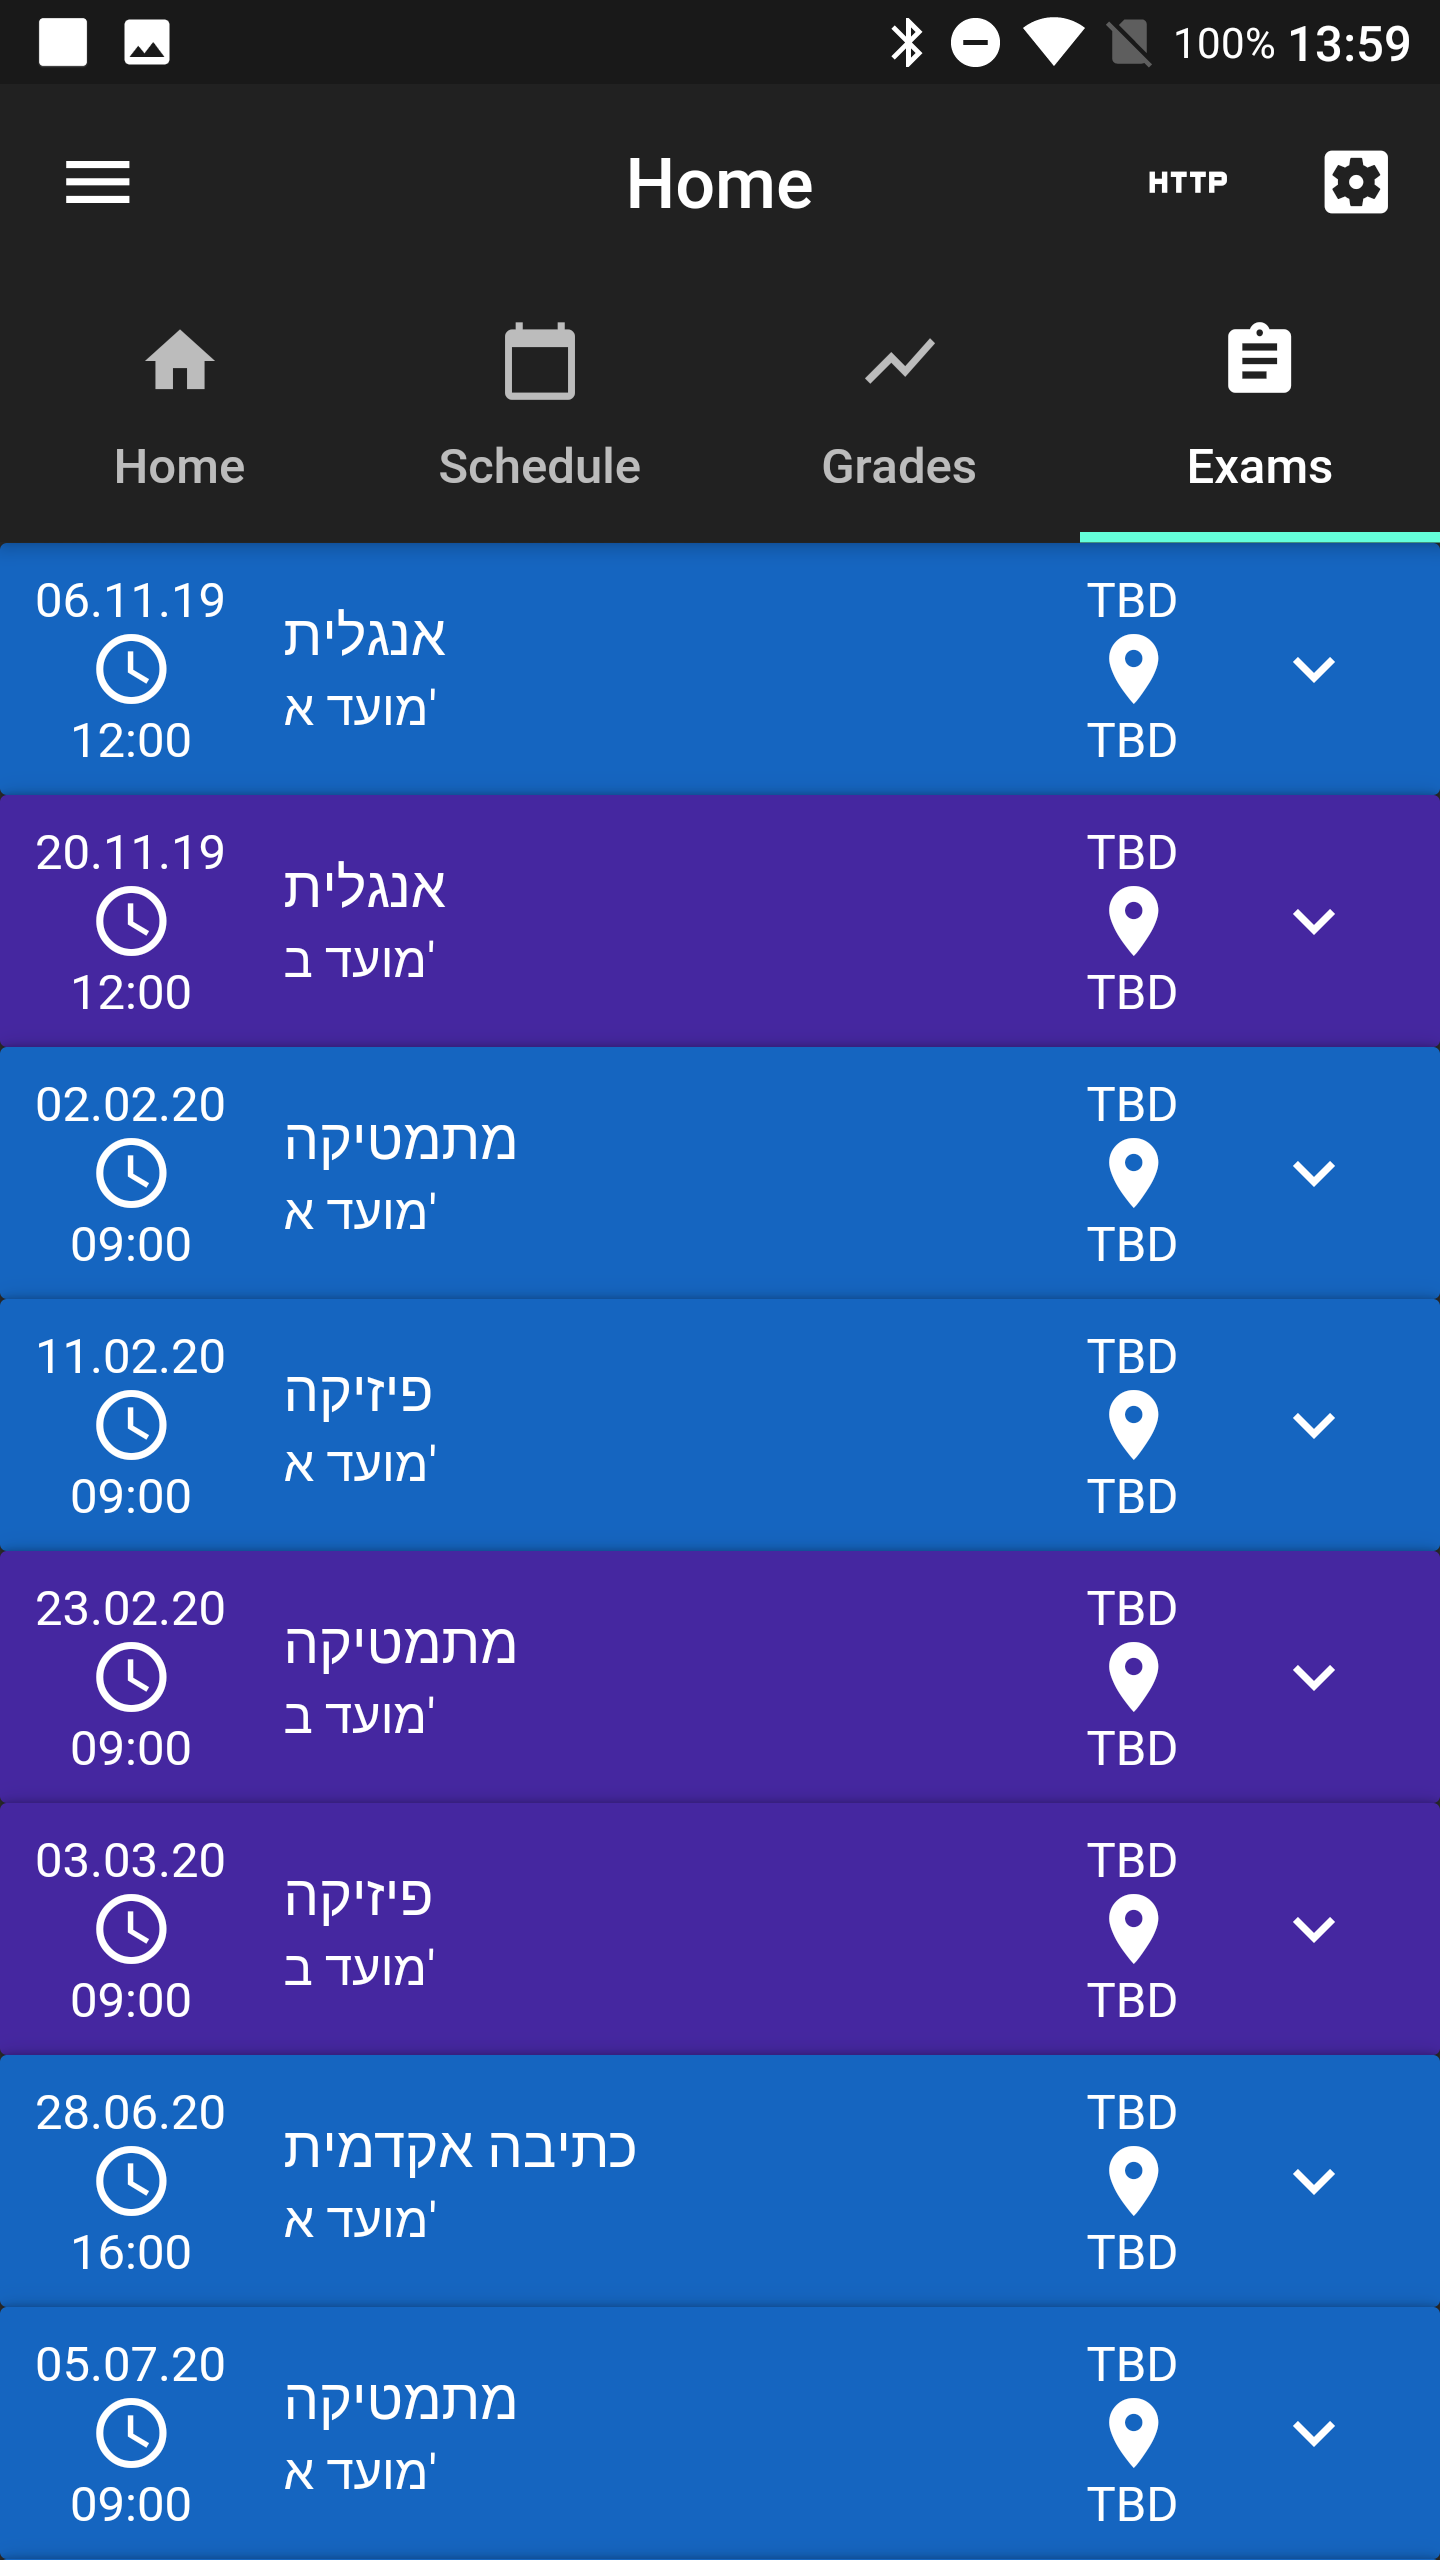 100% 13:59
Home
HTTP
Home Schedule Grades Exams
06.11.19
12:00
אנגלית
מועד א'
TBD
TBD
20.11.19
12:00
אנגלית
מועד ב'
TBD
TBD
02.02.20
09:00
מתמטיקה
מועד א'
TBD
TBD
11.02.20
09:00
פיזיקה
מועד א'
TBD
TBD
23.02.20
09:00
מתמטיקה
מועד ב'
TBD
TBD
03.03.20
09:00
פיזיקה
מועד ב'
TBD
TBD
28.06.20
16:00
כתיבה אקדמית
מועד א'
TBD
TBD
05.07.20
09:00
מתמטיקה
מועד א'
TBD
TBD